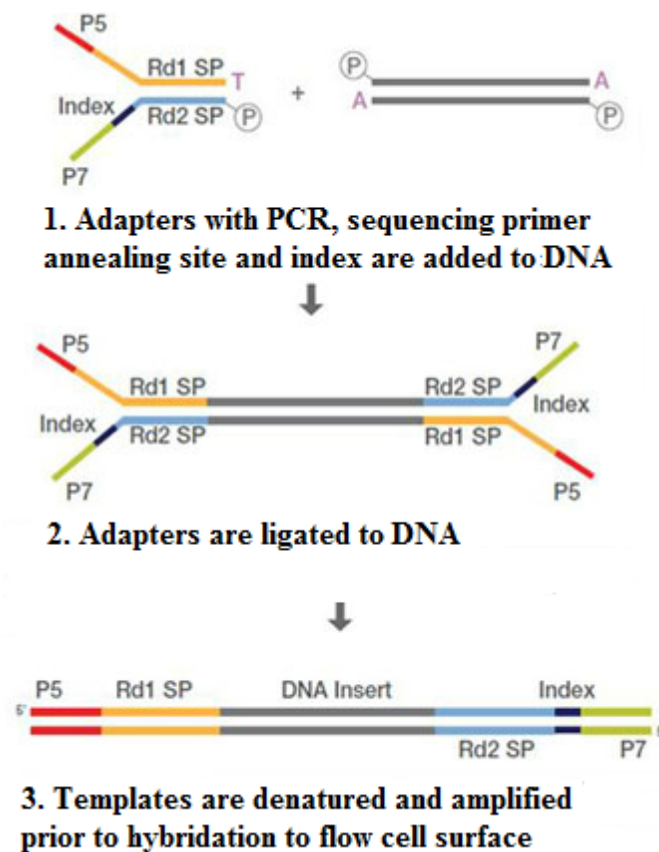 P5
Rd1 SP
T
Index
Rd2 SP
P
P7
+
P
A
A
P
1. Adapters with PCR, sequencing primer
annealing site and index are added to DNA
P5
Rd1 SP
Index
Rd2 SP
P7
P7
Rd2 SP
Index
Rd1 SP
P5
2. Adapters are ligated to DNA
P5 Rd1 SP DNA Insert Index
5'
Rd2 SP P7
3. Templates are denatured and amplified
prior to hybridation to flow cell surface